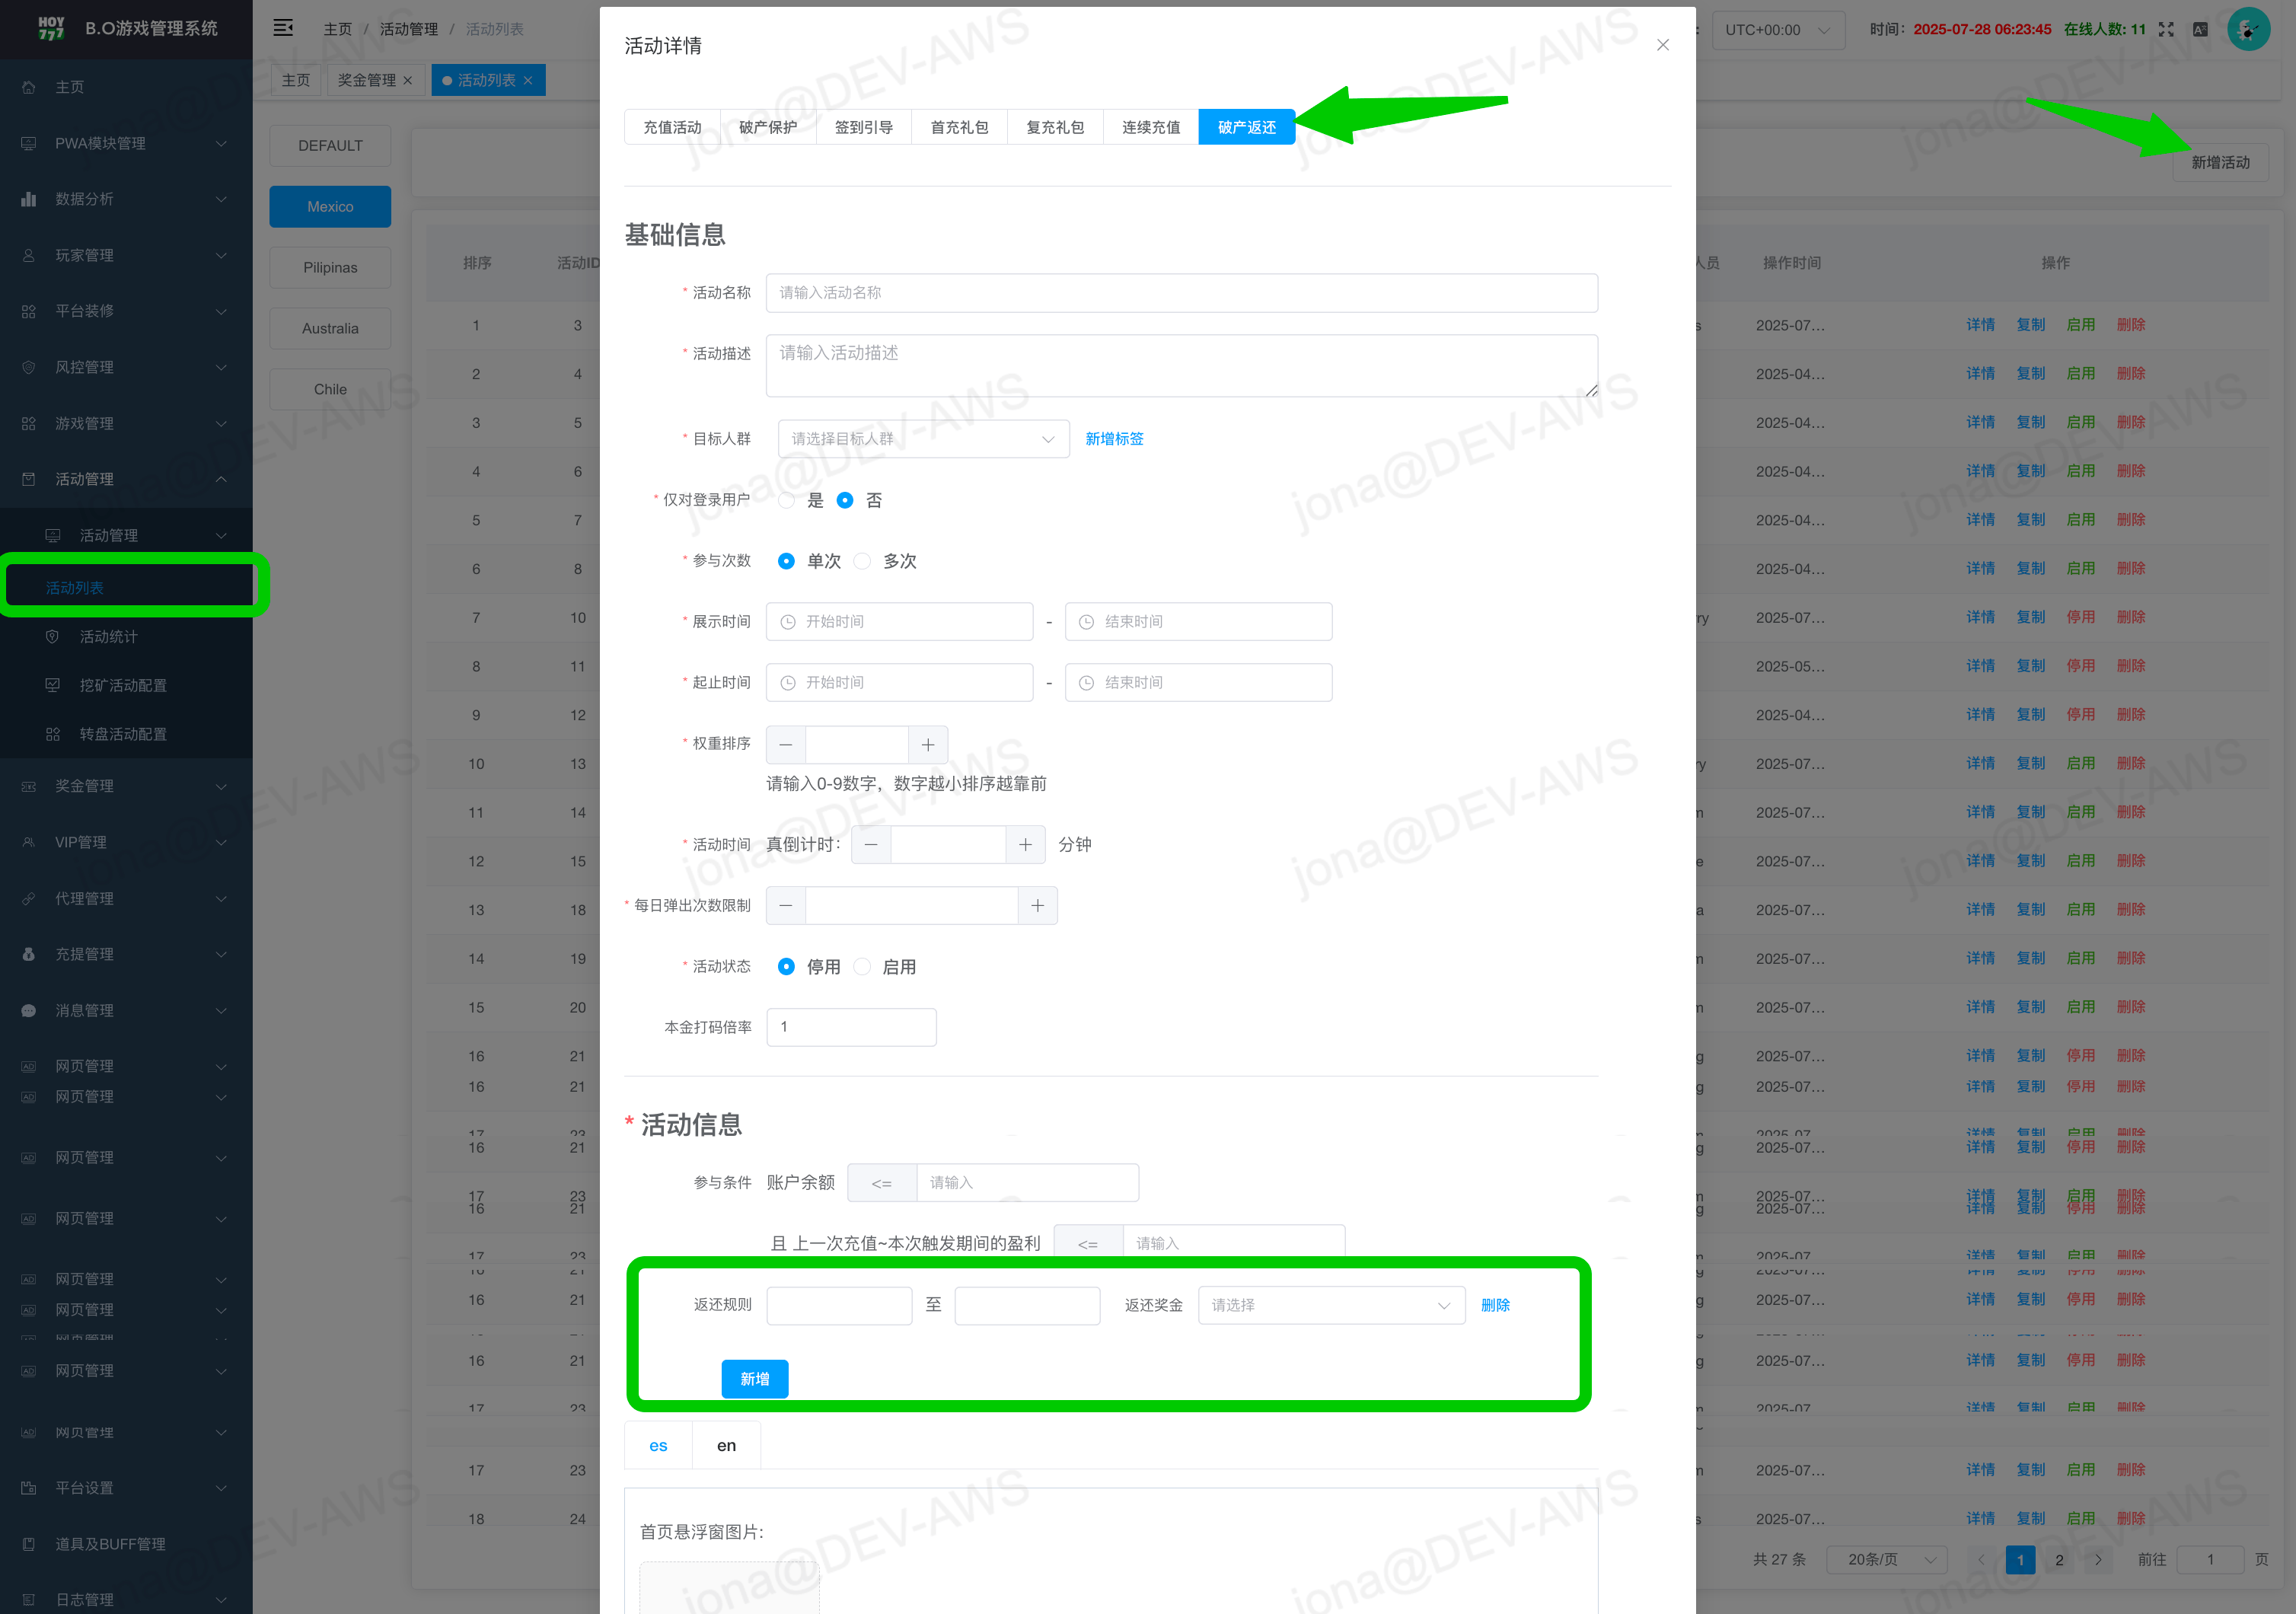 HOY 777
B.O游戏管理系统
主页 / 活动管理 / 活动列表
UTC+00:00
时间：2025-07-28 06:23:45 在线人数: 11
主页
奖金管理
活动列表
主页
PWA模块管理
数据分析
玩家管理
平台装修
风控管理
游戏管理
活动管理
活动管理
活动列表
活动统计
挖矿活动配置
转盘活动配置
奖金管理
VIP管理
代理管理
充提管理
消息管理
网页管理
网页管理
网页管理
网页管理
网页管理
网页管理
网页管理
网页管理
平台设置
道具及BUFF管理
日志管理
DEFAULT
Mexico
Pilipinas
Australia
Chile
排序 活动ID
1 3
2 4
3 5
4 6
5 7
6 8
7 10
8 11
9 12
10 13
11 14
12 15
13 18
14 19
15 20
16 21
16 21
16 21
17 23
16 21
17 23
16 21
16 21
17 23
17 23
18 24
活动详情
充值活动 破产保护 签到引导 首充礼包 复充礼包 连续充值 破产返还
基础信息
* 活动名称 请输入活动名称
* 活动描述 请输入活动描述
* 目标人群 请选择目标人群 新增标签
* 仅对登录用户 是 否
* 参与次数 单次 多次
* 展示时间 开始时间 - 结束时间
* 起止时间 开始时间 - 结束时间
* 权重排序
请输入0-9数字，数字越小排序越靠前
* 活动时间 真倒计时： 分钟
* 每日弹出次数限制
* 活动状态 停用 启用
本金打码倍率 1
* 活动信息
参与条件 账户余额 <= 请输入
且 上一次充值~本次触发期间的盈利 <= 请输入
返还规则 至 返还奖金 请选择 删除
新增
es en
首页悬浮窗图片:
新增活动
人员 操作时间 操作
s 2025-07... 详情 复制 启用 删除
2025-04... 详情 复制 启用 删除
2025-04... 详情 复制 启用 删除
2025-04... 详情 复制 启用 删除
2025-04... 详情 复制 启用 删除
2025-04... 详情 复制 启用 删除
ry 2025-07... 详情 复制 停用 删除
2025-05... 详情 复制 停用 删除
2025-04... 详情 复制 停用 删除
ry 2025-07... 详情 复制 启用 删除
n 2025-07... 详情 复制 启用 删除
e 2025-07... 详情 复制 启用 删除
a 2025-07... 详情 复制 启用 删除
n 2025-07... 详情 复制 启用 删除
n 2025-07... 详情 复制 启用 删除
g 2025-07... 详情 复制 停用 删除
g 2025-07... 详情 复制 停用 删除
g 2025-07... 详情 复制 停用 删除
n 2025-07... 详情 复制 启用 删除
g 2025-07... 详情 复制 停用 删除
g 2025-07... 详情 复制 停用 删除
g 2025-07... 详情 复制 停用 删除
n 2025-07... 详情 复制 启用 删除
s 2025-07... 详情 复制 启用 删除
共 27 条 20条/页 1 2 前往 1 页
jona@DEV-AWS